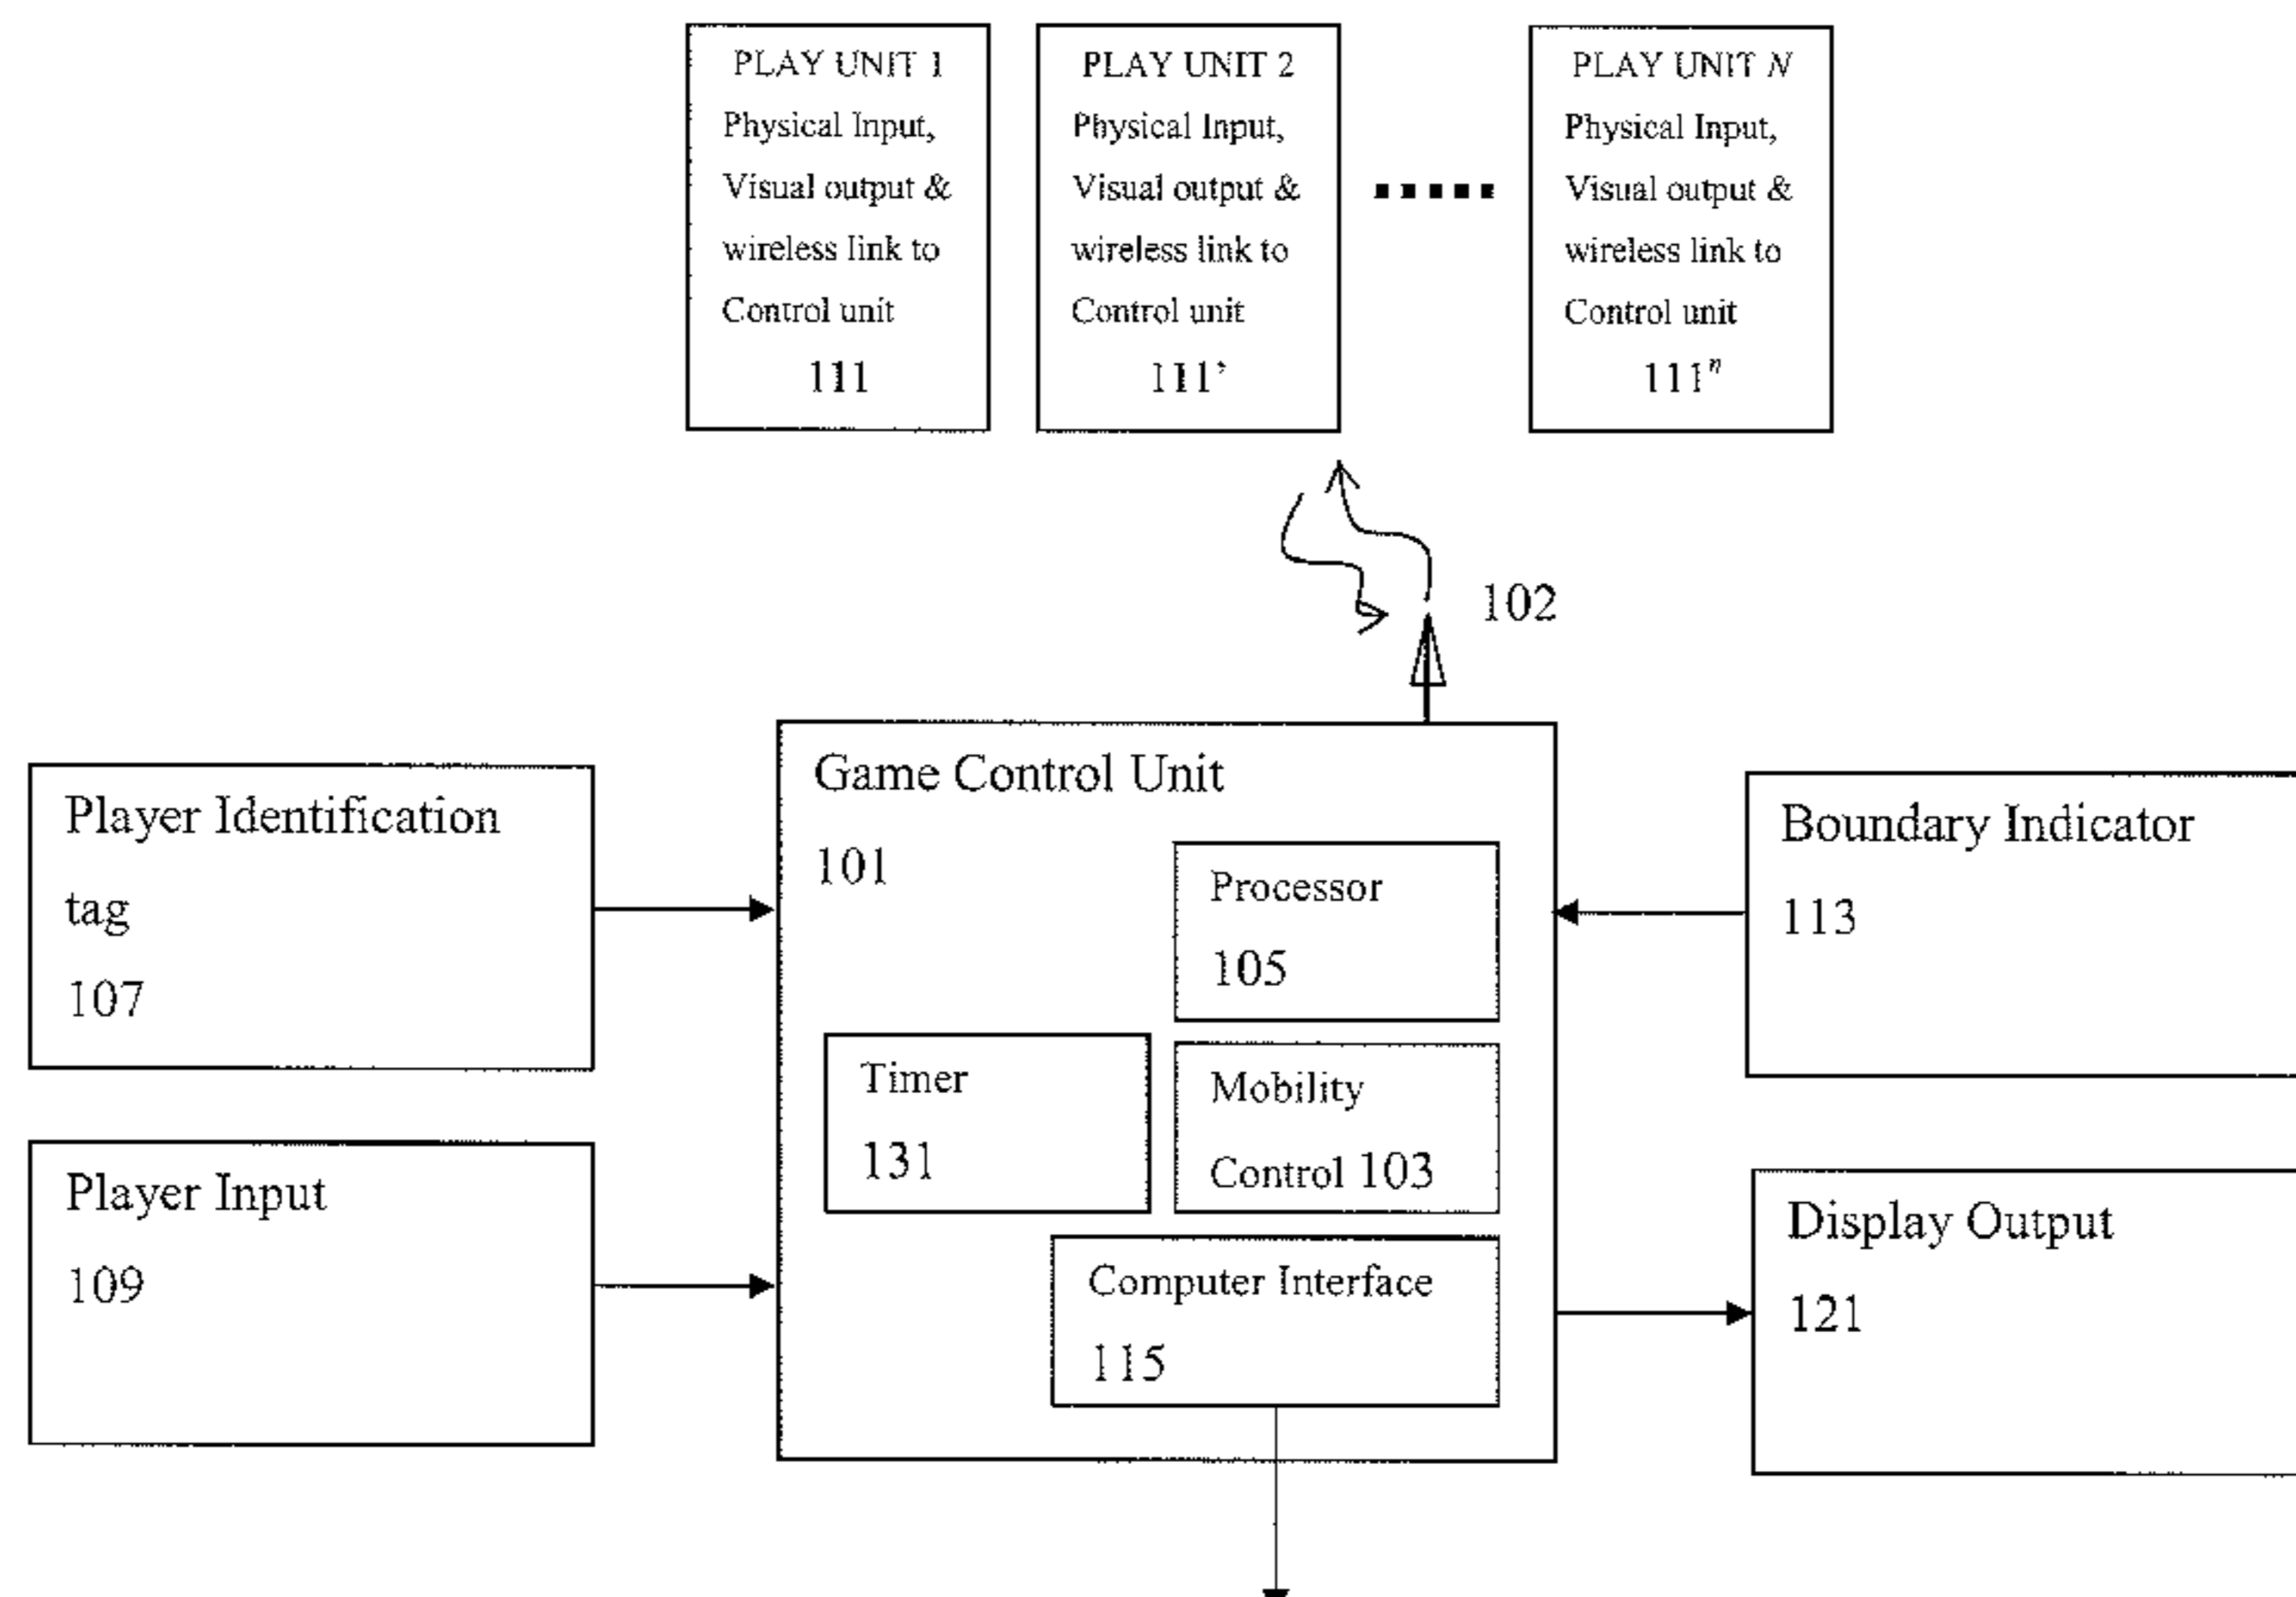 PLAY UNIT 1
Physical Input,
Visual output &
wireless link to
Control unit
111
PLAY UNIT 2
Physical Input,
Visual output &
wireless link to
Control unit
111'
PLAY UNIT N
Physical Input,
Visual output &
wireless link to
Control unit
111ⁿ
102
Player Identification
tag
107
Player Input
109
Game Control Unit
101
Processor
105
Timer
131
Mobility
Control 103
Computer Interface
115
Boundary Indicator
113
Display Output
121